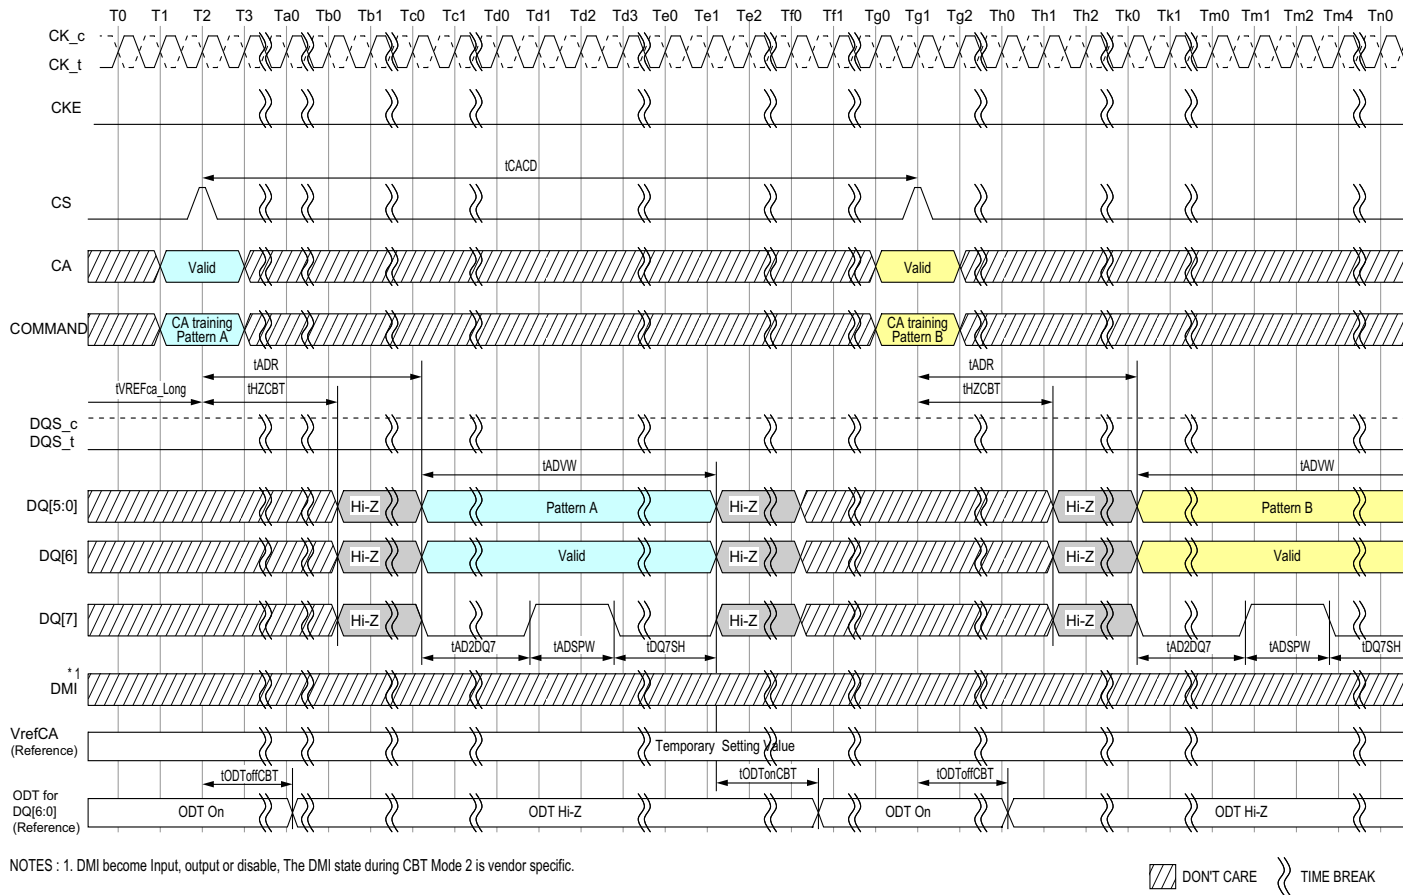 T0 T1 T2 T3 Ta0 Tb0 Tb1 Tc0 Tc1 Td0 Td1 Td2 Td3 Te0 Te1 Te2 Tf0 Tf1 Tg0 Tg1 Tg2 Th0 Th1 Th2 Tk0 Tk1 Tm0 Tm1 Tm2 Tm4 Tn0
CK_c
CK_t
CKE
tCACD
CS
CA Valid Valid
COMMAND CA training Pattern A CA training Pattern B
tADR tADR
tVREFca_Long tHZCBT tHZCBT
DQS_c
DQS_t
tADVW tADVW
DQ[5:0] Hi-Z Pattern A Hi-Z Hi-Z Pattern B
DQ[6] Hi-Z Valid Hi-Z Hi-Z Valid
DQ[7] Hi-Z Hi-Z Hi-Z
tAD2DQ7 tADSPW tDQ7SH tAD2DQ7 tADSPW tDQ7SH
*1
DMI
VrefCA
(Reference)
Temporary Setting Value
tODToffCBT tODTonCBT tODToffCBT
ODT for
DQ[6:0]
(Reference)
ODT On ODT Hi-Z ODT On ODT Hi-Z
NOTES : 1. DMI become Input, output or disable, The DMI state during CBT Mode 2 is vendor specific.
DON'T CARE TIME BREAK